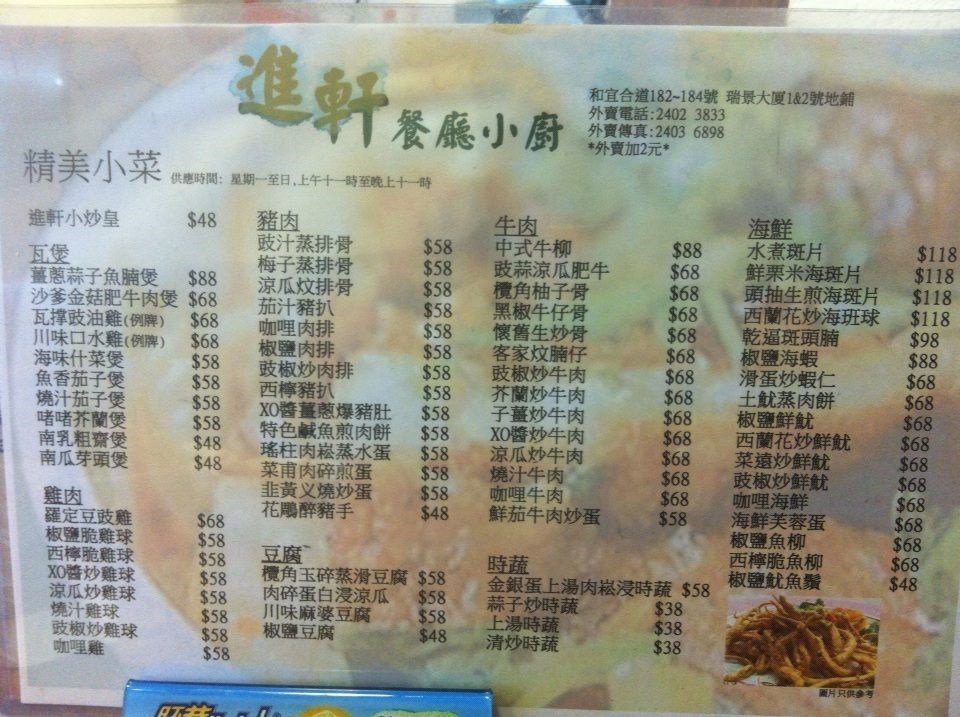 進軒餐廳小廚
和宜合道182~184號 瑞景大厦1&2號地鋪
外賣電話:2402 3833
外賣傳真:2403 6898
*外賣加2元*
精美小菜 供應時間: 星期一至日,上午十一時至晚上十一時
進軒小炒皇 $48
瓦煲
薑蔥蒜子魚腩煲 $88
沙爹金菇肥牛肉煲 $68
瓦撑豉油雞(例牌) $68
川味口水雞(例牌) $68
海味什菜煲 $58
魚香茄子煲 $58
燒汁茄子煲 $58
啫啫芥蘭煲 $58
南乳粗齋煲 $48
南瓜芋頭煲 $48
雞肉
羅定豆豉雞 $68
椒鹽脆雞球 $58
西檸脆雞球 $58
XO醬炒雞球 $58
涼瓜炒雞球 $58
燒汁雞球 $58
豉椒炒雞球 $58
咖喱雞 $58
豬肉
豉汁蒸排骨 $58
梅子蒸排骨 $58
涼瓜炆排骨 $58
茄汁豬扒 $58
咖哩肉排 $58
椒鹽肉排 $58
豉椒炒肉排 $58
西檸豬扒 $58
XO醬薑蔥爆豬肚 $58
特色鹹魚煎肉餅 $58
瑤柱肉崧蒸水蛋 $58
菜甫肉碎煎蛋 $58
韭黃义燒炒蛋 $58
花鵰醉豬手 $48
豆腐
欖角玉碎蒸滑豆腐 $58
肉碎蛋白浸涼瓜 $58
川味麻婆豆腐 $58
椒鹽豆腐 $48
牛肉
中式牛柳 $88
豉蒜涼瓜肥牛 $68
欖角柚子骨 $68
黑椒牛仔骨 $68
懷舊生炒骨 $68
客家炆腩仔 $68
豉椒炒牛肉 $68
芥蘭炒牛肉 $68
子薑炒牛肉 $68
XO醬炒牛肉 $68
涼瓜炒牛肉 $68
燒汁牛肉 $68
咖哩牛肉 $68
鮮茄牛肉炒蛋 $58
時蔬
金銀蛋上湯肉崧浸時蔬 $58
蒜子炒時蔬 $38
上湯時蔬 $38
清炒時蔬 $38
海鮮
水煮斑片 $118
鮮栗米海斑片 $118
頭抽生煎海斑片 $118
西蘭花炒海班球 $118
乾逼斑頭腩 $98
椒鹽海蝦 $88
滑蛋炒蝦仁 $68
土魷蒸肉餅 $68
椒鹽鮮魷 $68
西蘭花炒鮮魷 $68
菜遠炒鮮魷 $68
豉椒炒鮮魷 $68
咖哩海鮮 $68
海鮮芙蓉蛋 $68
椒鹽魚柳 $68
西檸脆魚柳 $68
椒鹽魷魚鬚 $48
圖片只供參考